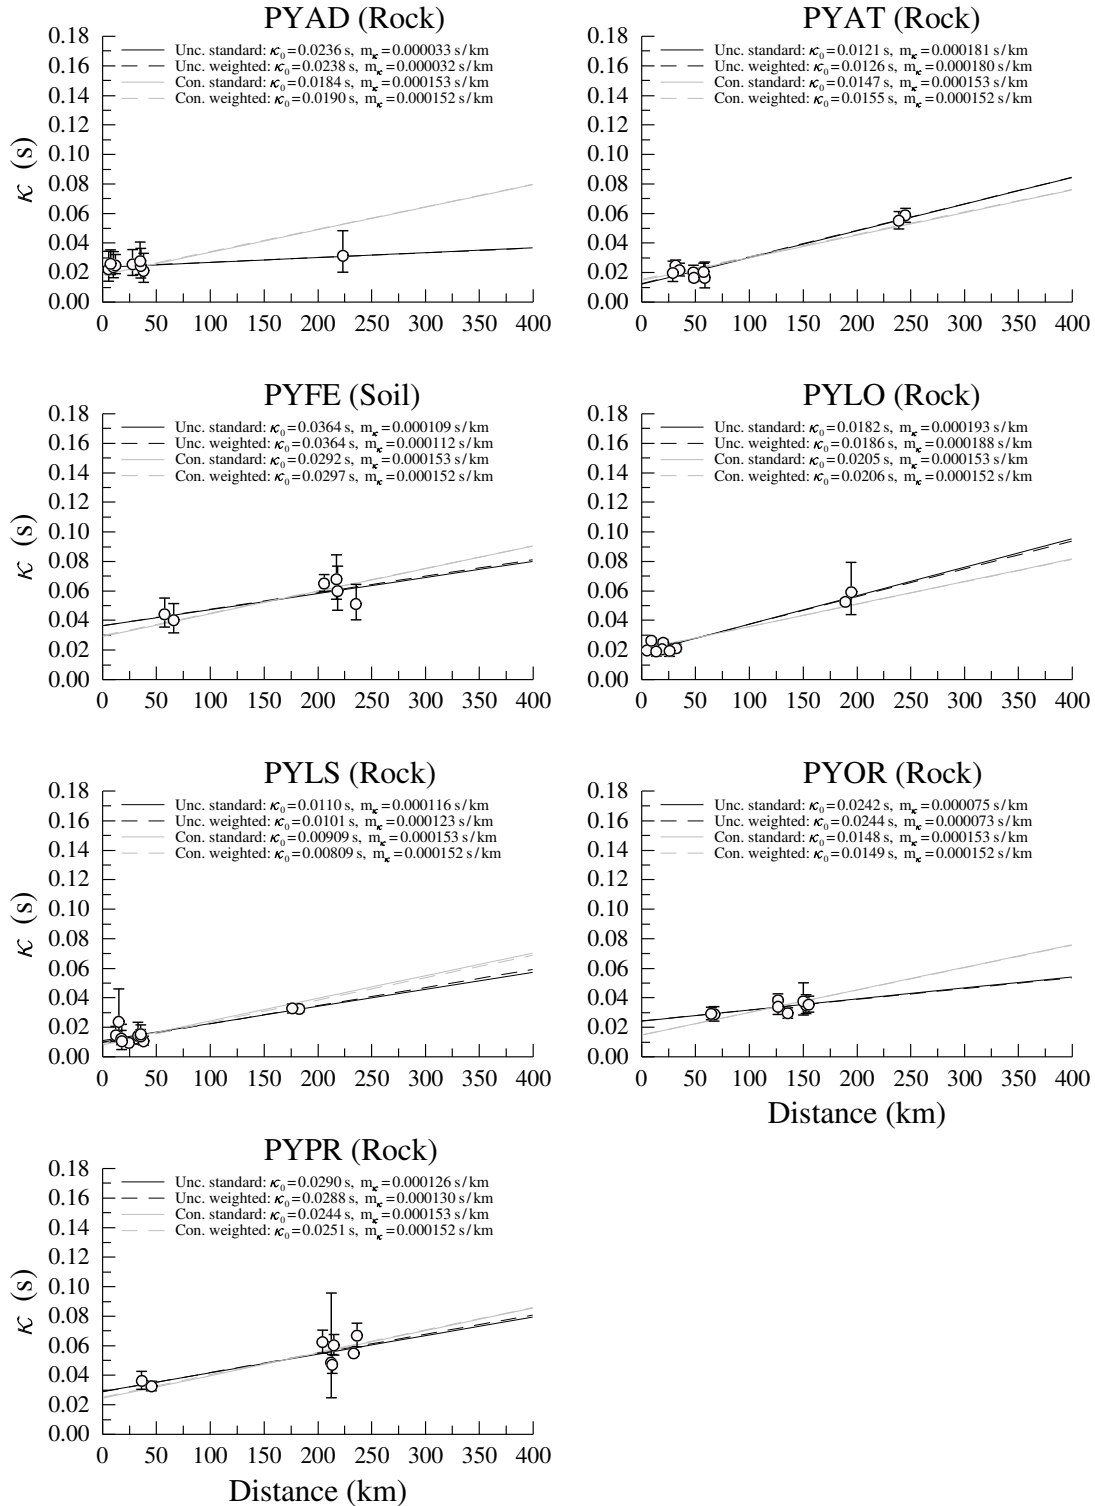 PYAD (Rock)
0.18
0.16
0.14
0.12
0.10
0.08
0.06
0.04
0.02
0.00
κ (s)
Unc. standard: κ0=0.0236 s, mκ=0.000033 s/km
Unc. weighted: κ0=0.0238 s, mκ=0.000032 s/km
Con. standard: κ0=0.0184 s, mκ=0.000153 s/km
Con. weighted: κ0=0.0190 s, mκ=0.000152 s/km
0 50 100 150 200 250 300 350 400
PYAT (Rock)
0.18
0.16
0.14
0.12
0.10
0.08
0.06
0.04
0.02
0.00
Unc. standard: κ0=0.0121 s, mκ=0.000181 s/km
Unc. weighted: κ0=0.0126 s, mκ=0.000180 s/km
Con. standard: κ0=0.0147 s, mκ=0.000153 s/km
Con. weighted: κ0=0.0155 s, mκ=0.000152 s/km
0 50 100 150 200 250 300 350 400
PYFE (Soil)
0.18
0.16
0.14
0.12
0.10
0.08
0.06
0.04
0.02
0.00
κ (s)
Unc. standard: κ0=0.0364 s, mκ=0.000109 s/km
Unc. weighted: κ0=0.0364 s, mκ=0.000112 s/km
Con. standard: κ0=0.0292 s, mκ=0.000153 s/km
Con. weighted: κ0=0.0297 s, mκ=0.000152 s/km
0 50 100 150 200 250 300 350 400
PYLO (Rock)
0.18
0.16
0.14
0.12
0.10
0.08
0.06
0.04
0.02
0.00
Unc. standard: κ0=0.0182 s, mκ=0.000193 s/km
Unc. weighted: κ0=0.0186 s, mκ=0.000188 s/km
Con. standard: κ0=0.0205 s, mκ=0.000153 s/km
Con. weighted: κ0=0.0206 s, mκ=0.000152 s/km
0 50 100 150 200 250 300 350 400
PYLS (Rock)
0.18
0.16
0.14
0.12
0.10
0.08
0.06
0.04
0.02
0.00
κ (s)
Unc. standard: κ0=0.0110 s, mκ=0.000116 s/km
Unc. weighted: κ0=0.0101 s, mκ=0.000123 s/km
Con. standard: κ0=0.00909 s, mκ=0.000153 s/km
Con. weighted: κ0=0.00809 s, mκ=0.000152 s/km
0 50 100 150 200 250 300 350 400
PYOR (Rock)
0.18
0.16
0.14
0.12
0.10
0.08
0.06
0.04
0.02
0.00
Unc. standard: κ0=0.0242 s, mκ=0.000075 s/km
Unc. weighted: κ0=0.0244 s, mκ=0.000073 s/km
Con. standard: κ0=0.0148 s, mκ=0.000153 s/km
Con. weighted: κ0=0.0149 s, mκ=0.000152 s/km
0 50 100 150 200 250 300 350 400
Distance (km)
PYPR (Rock)
0.18
0.16
0.14
0.12
0.10
0.08
0.06
0.04
0.02
0.00
κ (s)
Unc. standard: κ0=0.0290 s, mκ=0.000126 s/km
Unc. weighted: κ0=0.0288 s, mκ=0.000130 s/km
Con. standard: κ0=0.0244 s, mκ=0.000153 s/km
Con. weighted: κ0=0.0251 s, mκ=0.000152 s/km
0 50 100 150 200 250 300 350 400
Distance (km)